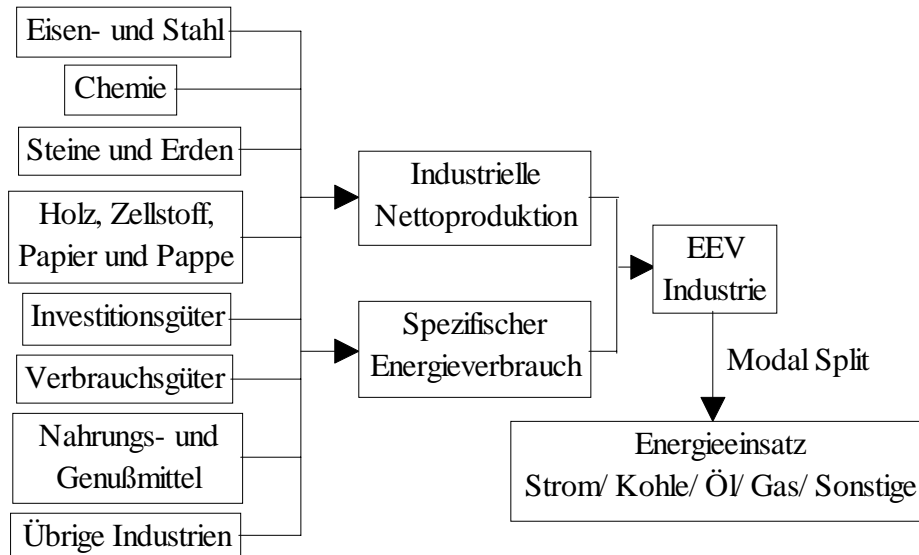 Eisen- und Stahl
Chemie
Steine und Erden
Holz, Zellstoff,
Papier und Pappe
Investitionsgüter
Verbrauchsgüter
Nahrungs- und
Genußmittel
Übrige Industrien
Industrielle
Nettoproduktion
Spezifischer
Energieverbrauch
EEV
Industrie
Modal Split
Energieeinsatz
Strom/ Kohle/ Öl/ Gas/ Sonstige